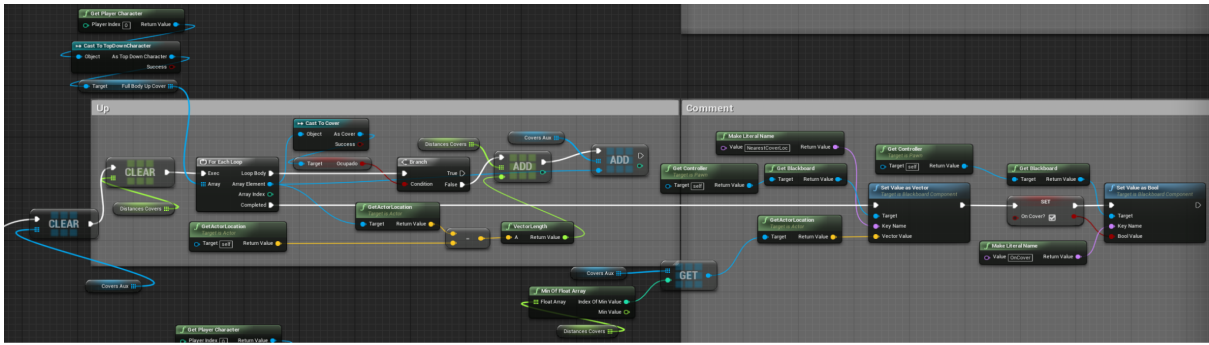 Get Player Character
Player Index 0 Return Value
Cast To TopDownCharacter
Object As Top Down Character
Success
Target Full Body Up Cover
Up
Comment
CLEAR
Distances Covers
CLEAR
Covers Aux
For Each Loop
Exec Loop Body
Array Array Element
Array Index
Completed
GetActorLocation
Target is Actor
Target self Return Value
Cast To Cover
Object As Cover
Success
Target Ocupado
Branch
True
Condition False
GetActorLocation
Target is Actor
Target Return Value
-
VectorLength
A Return Value
Distances Covers
ADD
Covers Aux
ADD
Covers Aux
GET
Min Of Float Array
Float Array Index Of Min Value
Min Value
Distances Covers
Get Player Character
Player Index 0 Return Value
Make Literal Name
Value NearestCoverLoc Return Value
Get Controller
Target is Pawn
Target self Return Value
Get Blackboard
Target Return Value
GetActorLocation
Target is Actor
Target Return Value
Set Value as Vector
Target is Blackboard Component
Target
Key Name
Vector Value
Get Controller
Target is Pawn
Target self Return Value
Get Blackboard
Target Return Value
SET
On Cover?
Make Literal Name
Value OnCover Return Value
Set Value as Bool
Target is Blackboard Component
Target
Key Name
Bool Value